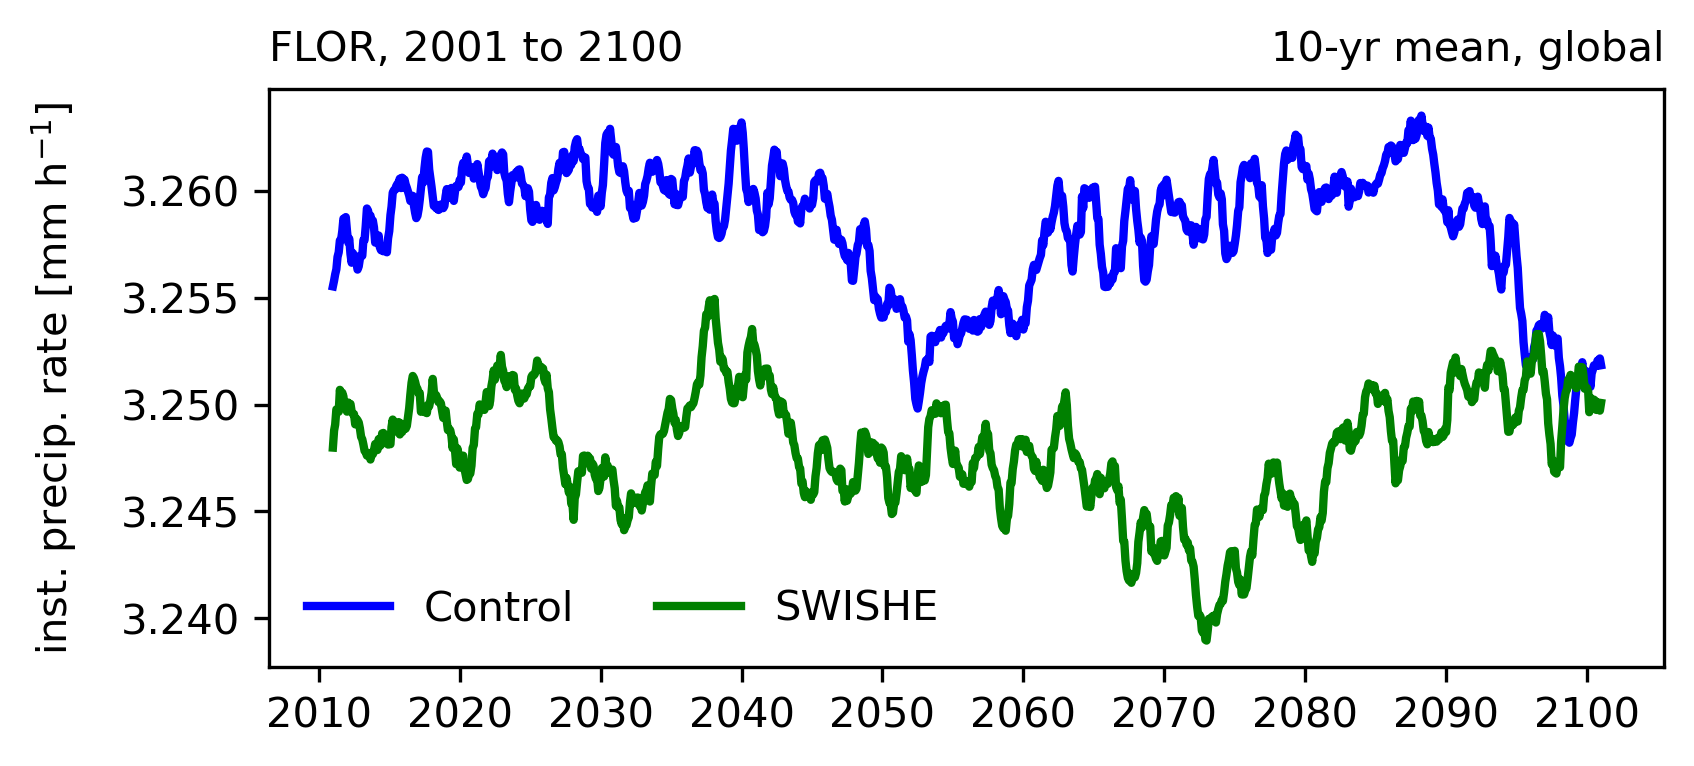 FLOR, 2001 to 2100
10-yr mean, global
inst. precip. rate [mm h⁻¹]
3.260
3.255
3.250
3.245
3.240
Control
SWISHE
2010 2020 2030 2040 2050 2060 2070 2080 2090 2100